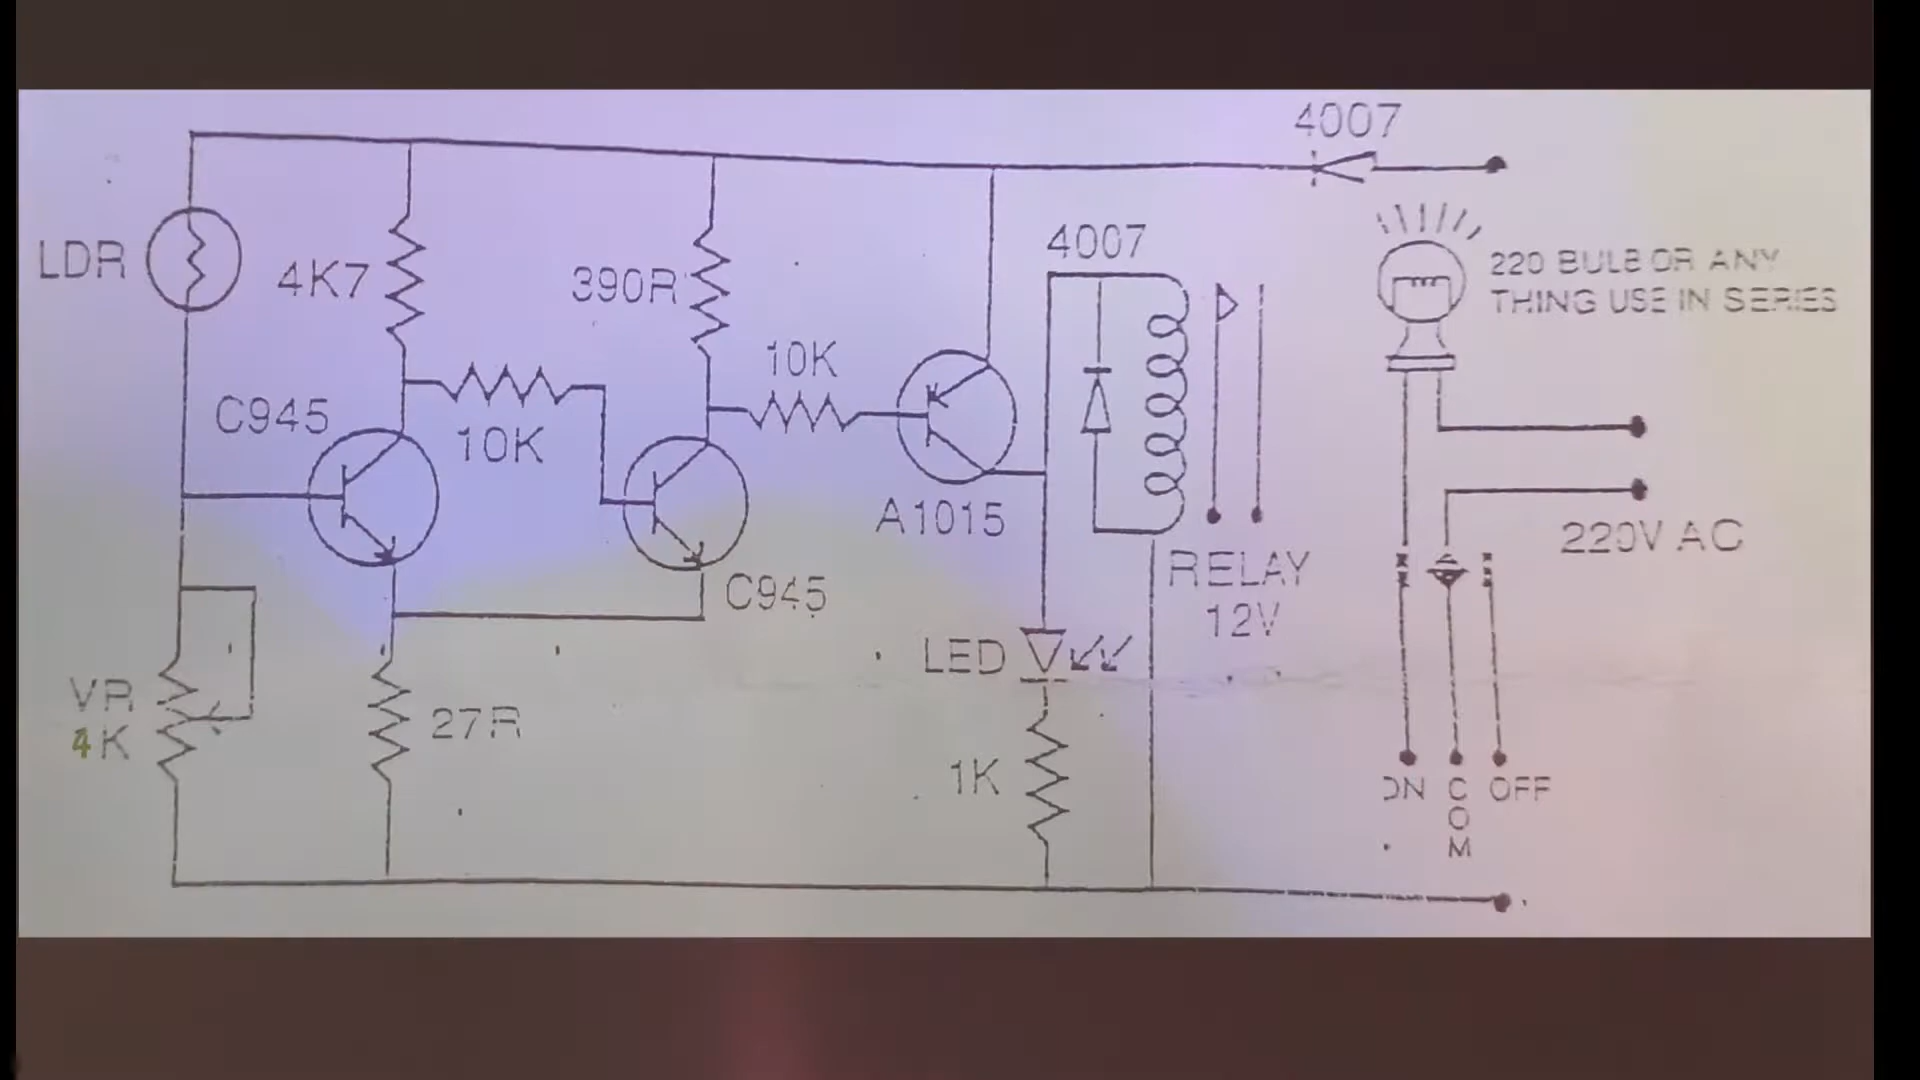 4007
LDR
4K7
390R
4007
220 BULB OR ANY
THING USE IN SERIES
10K
C945
10K
A1015
220V AC
RELAY
12V
C945
LED
VR
4K
27R
1K
ON COM OFF